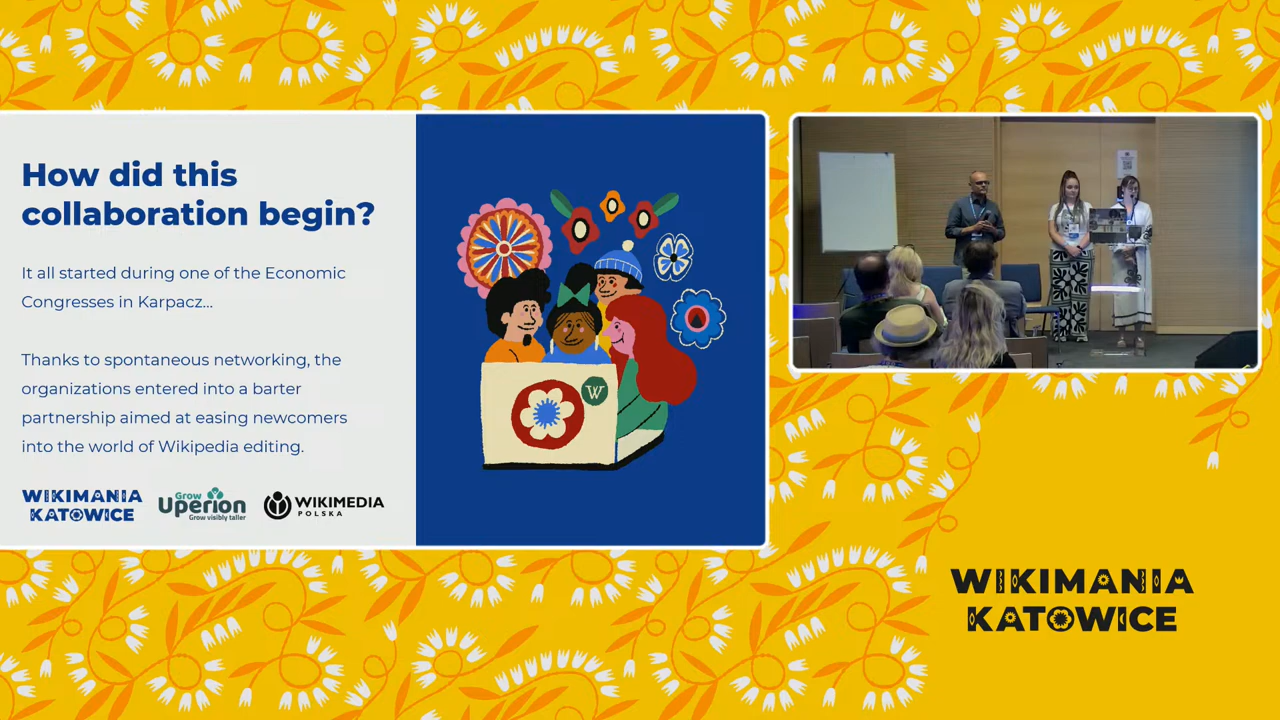 How did this
collaboration begin?
It all started during one of the Economic
Congresses in Karpacz...
Thanks to spontaneous networking, the
organizations entered into a barter
partnership aimed at easing newcomers
into the world of Wikipedia editing.
WIKIMANIA
KATOWICE
Grow
Uperion
Grow visibly taller
WIKIMEDIA
POLSKA
W
WIKIMANIA
KATOWICE